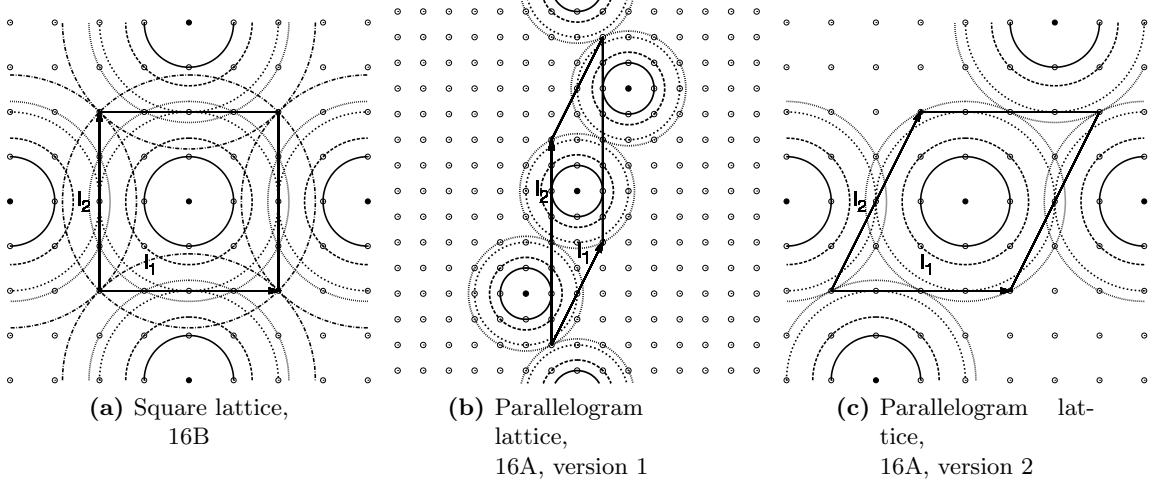 l2
l1
l2
l1
l2
l1
(a) Square lattice,
16B
(b) Parallelogram
lattice,
16A, version 1
(c) Parallelogram lat-
tice,
16A, version 2